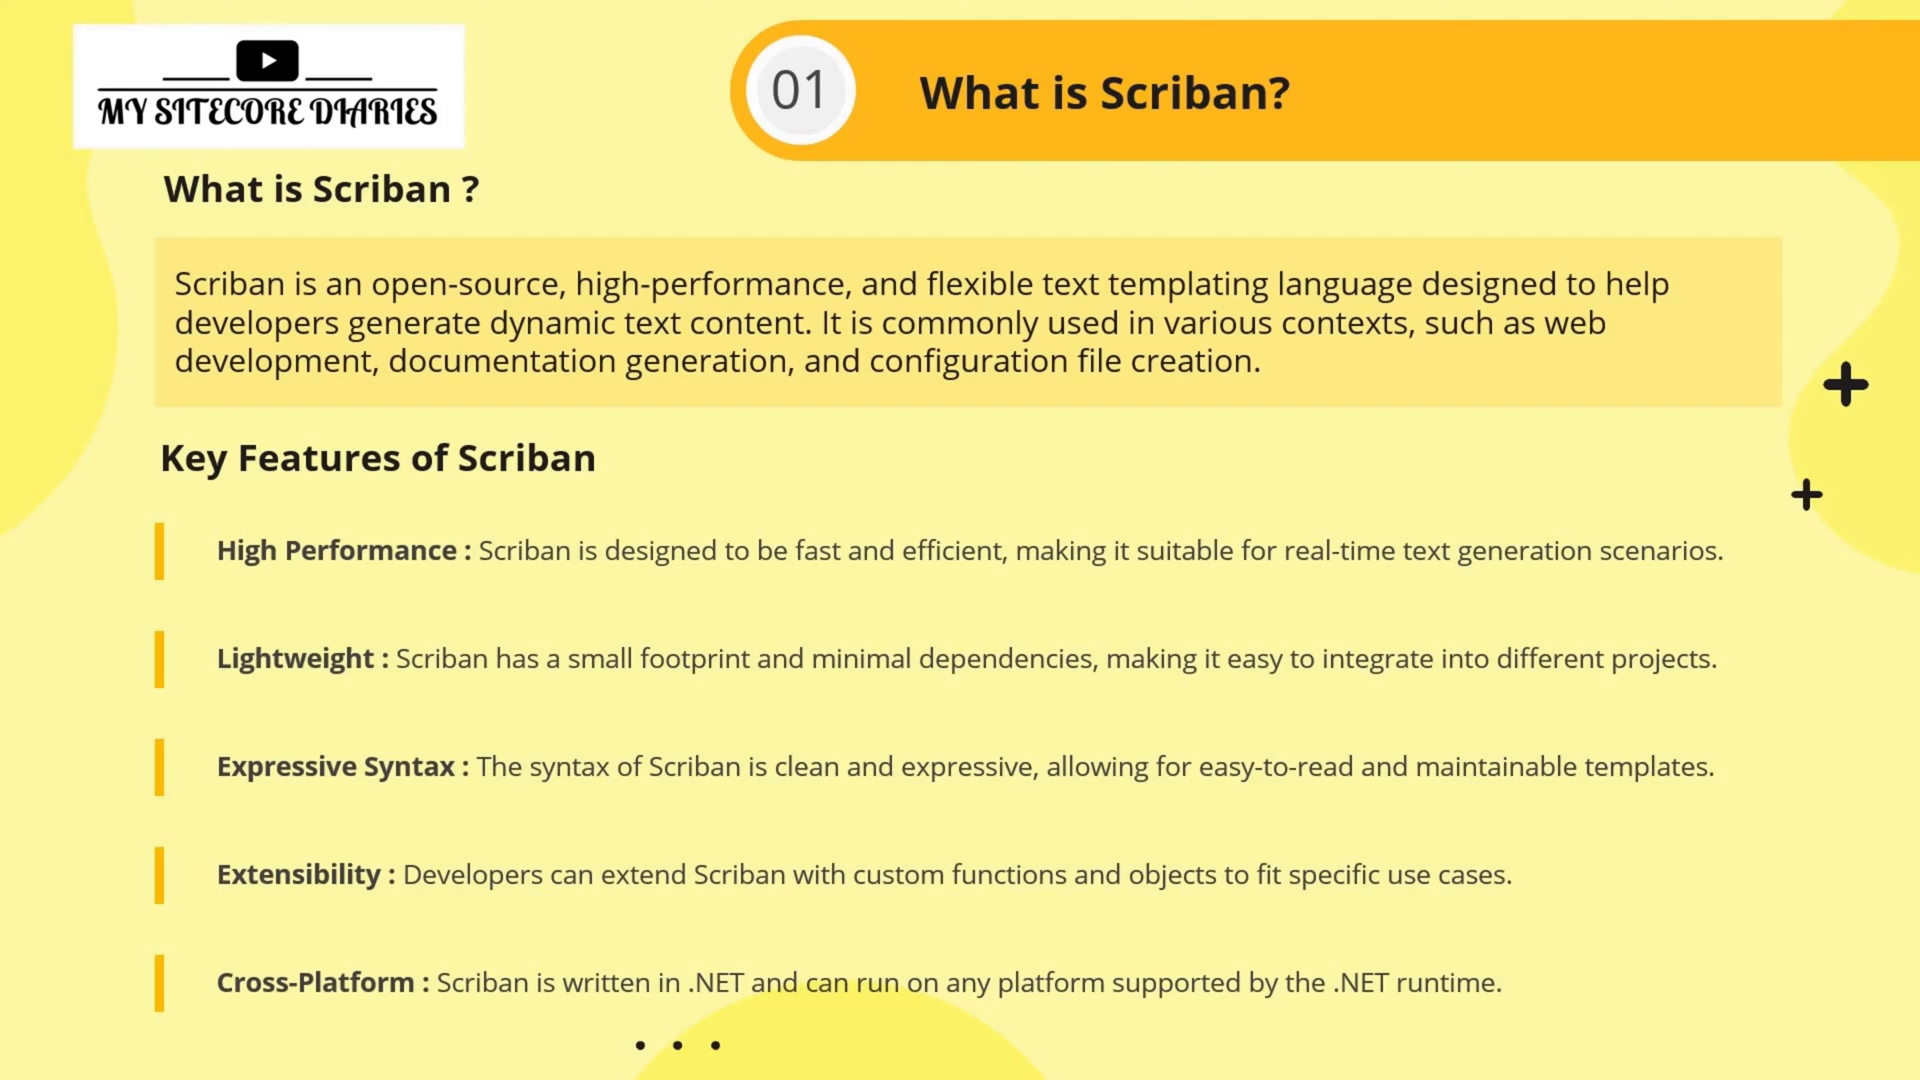 MY SITECORE DIARIES
01
What is Scriban?
What is Scriban ?
Scriban is an open-source, high-performance, and flexible text templating language designed to help
developers generate dynamic text content. It is commonly used in various contexts, such as web
development, documentation generation, and configuration file creation.
Key Features of Scriban
High Performance : Scriban is designed to be fast and efficient, making it suitable for real-time text generation scenarios.
Lightweight : Scriban has a small footprint and minimal dependencies, making it easy to integrate into different projects.
Expressive Syntax : The syntax of Scriban is clean and expressive, allowing for easy-to-read and maintainable templates.
Extensibility : Developers can extend Scriban with custom functions and objects to fit specific use cases.
Cross-Platform : Scriban is written in .NET and can run on any platform supported by the .NET runtime.